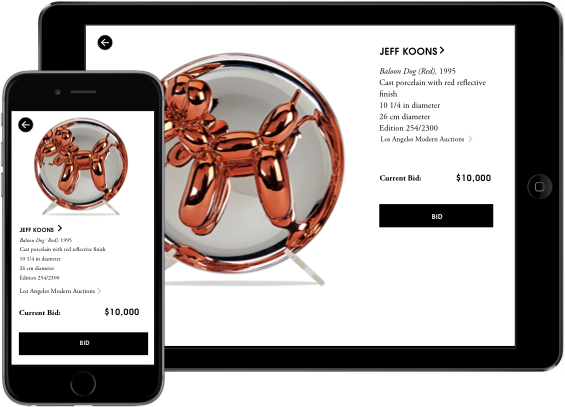 JEFF KOONS
Baloon Dog (Red), 1995
Cast porcelain with red reflective
finish
10 1/4 in diameter
26 cm diameter
Edition 254/2300
Los Angeles Modern Auctions
Current Bid: $10,000
BID
JEFF KOONS
Baloon Dog (Red), 1995
Cast porcelain with red reflective finish
10 1/4 in diameter
26 cm diameter
Edition 254/2300
Los Angeles Modern Auctions
Current Bid: $10,000
BID